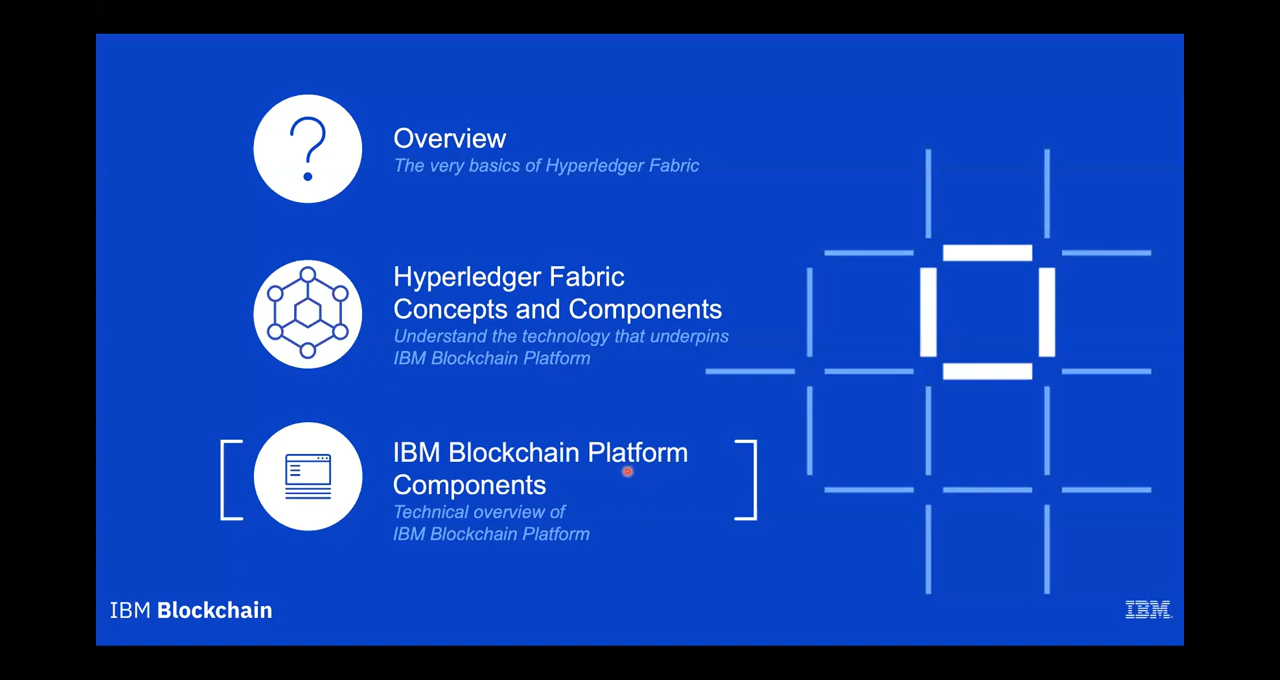 Overview
The very basics of Hyperledger Fabric
Hyperledger Fabric
Concepts and Components
Understand the technology that underpins
IBM Blockchain Platform
IBM Blockchain Platform
Components
Technical overview of
IBM Blockchain Platform
IBM Blockchain
IBM